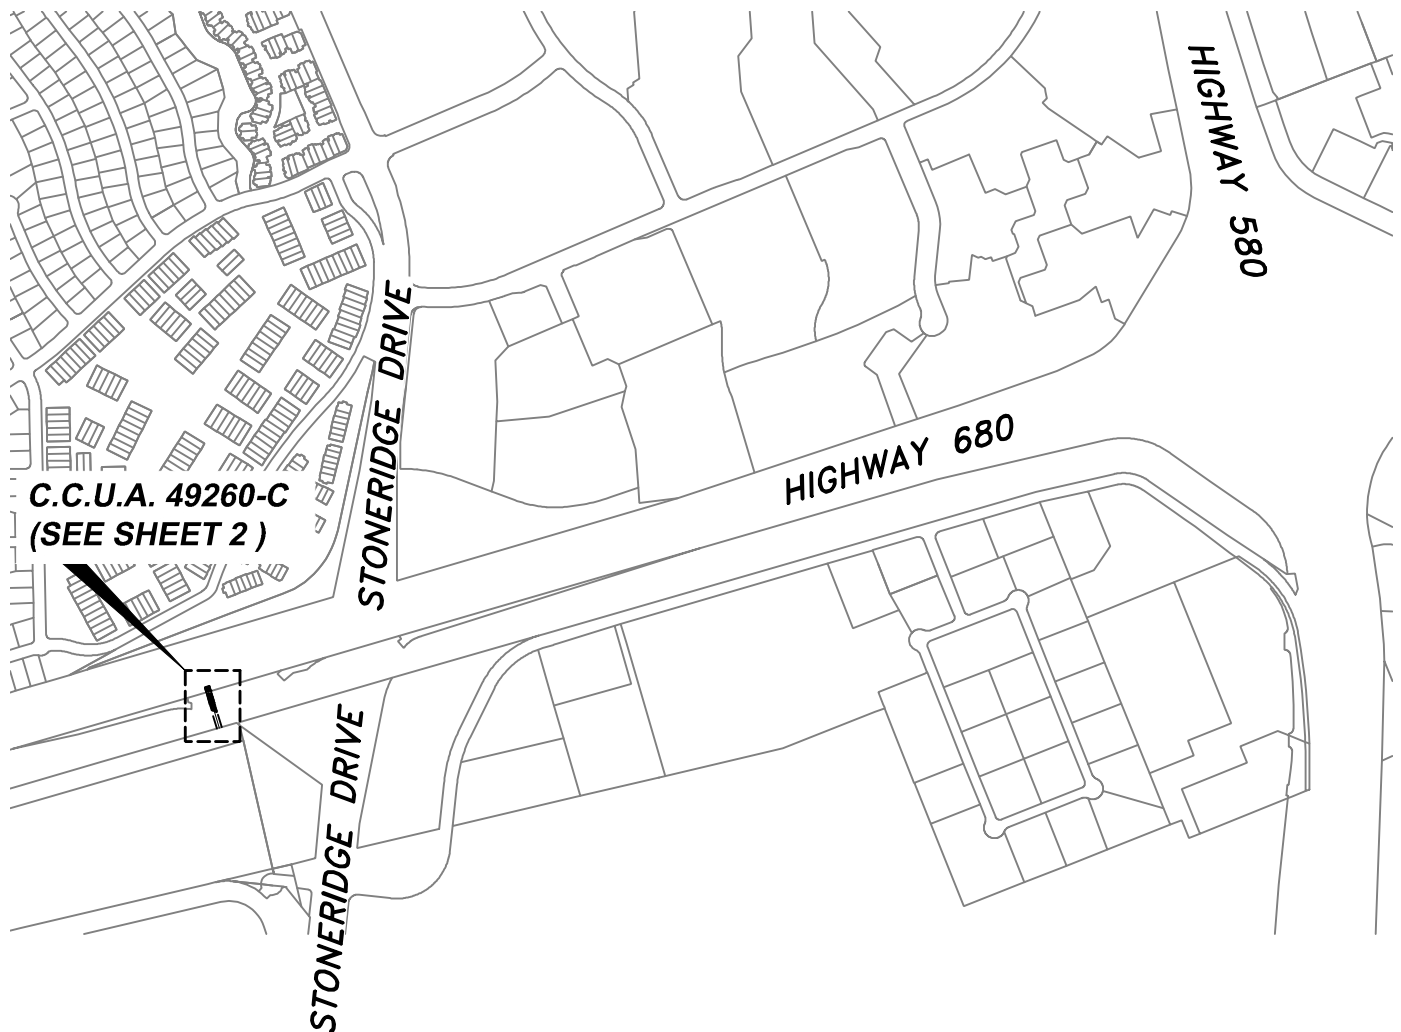 HIGHWAY 580
STONERIDGE DRIVE
HIGHWAY 680
C.C.U.A. 49260-C
(SEE SHEET 2 )
STONERIDGE DRIVE